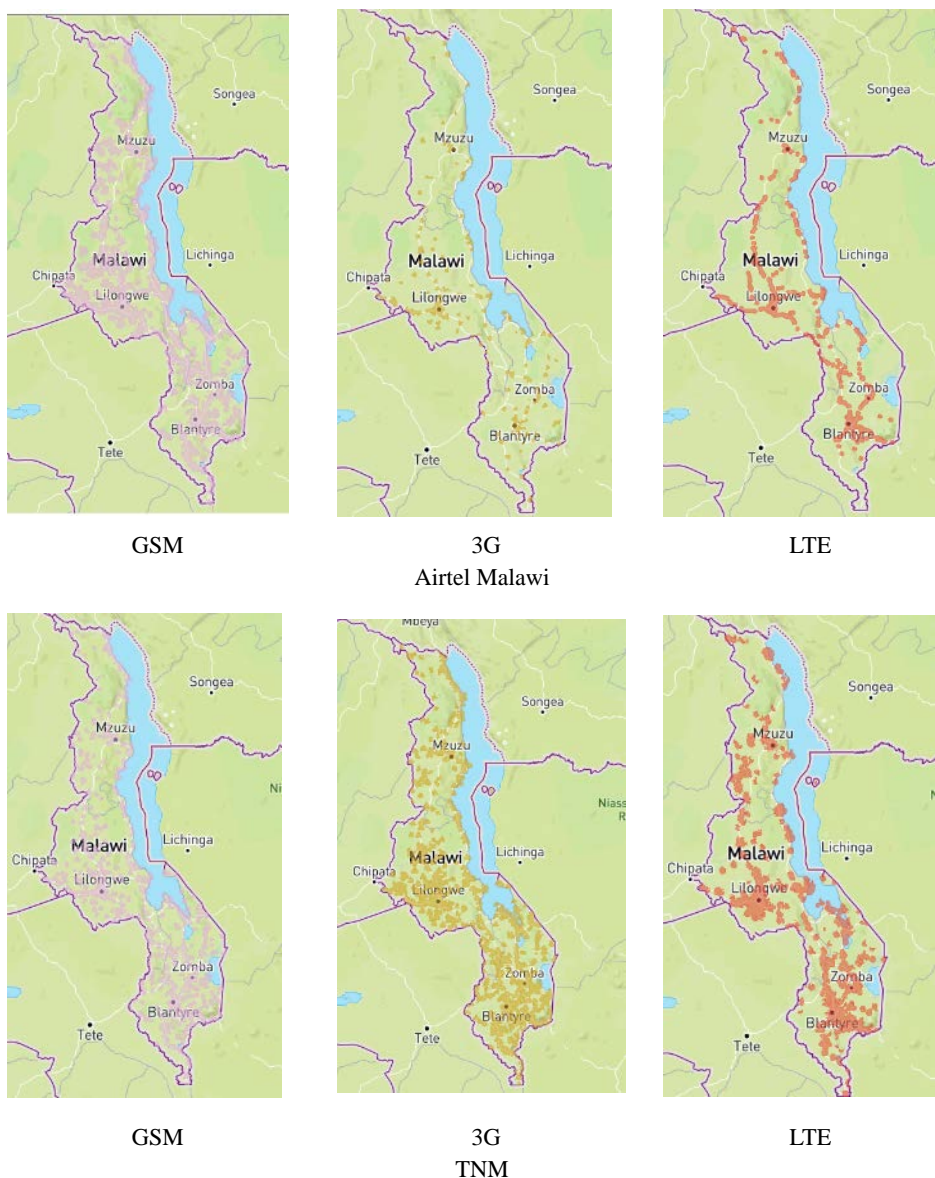 Songea
Mzuzu
Malawi
Lichinga
Chipata
Lilongwe
Zomba
Blantyre
Tete
Songea
Mzuzu
Malawi
Lichinga
Chipata
Lilongwe
Zomba
Blantyre
Tete
Songea
Mzuzu
Malawi
Lichinga
Chipata
Lilongwe
Zomba
Blantyre
Tete
GSM 3G LTE
Airtel Malawi
Songea
Mzuzu
Ni
Malawi
Lichinga
Chipata
Lilongwe
Zomba
Blantyre
Tete
Mbeya
Songea
Mzuzu
Niass
R
Malawi
Lichinga
Chipata
Lilongwe
Zomba
Blantyre
Tete
Songea
Mzuzu
N
Malawi
Lichinga
Chipata
Lilongwe
Zomba
Blantyre
Tete
GSM 3G LTE
TNM